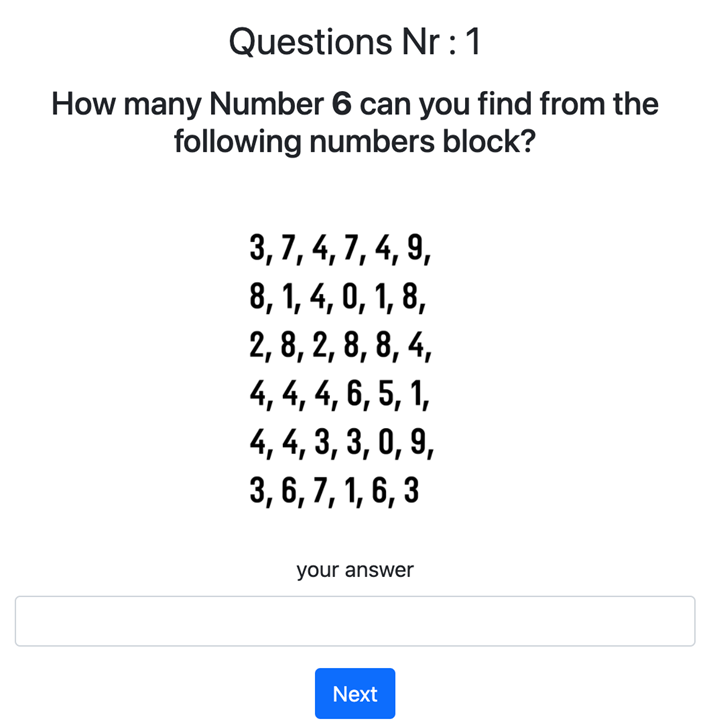 Questions Nr : 1
How many Number 6 can you find from the
following numbers block?
3, 7, 4, 7, 4, 9,
8, 1, 4, 0, 1, 8,
2, 8, 2, 8, 8, 4,
4, 4, 4, 6, 5, 1,
4, 4, 3, 3, 0, 9,
3, 6, 7, 1, 6, 3
your answer
Next